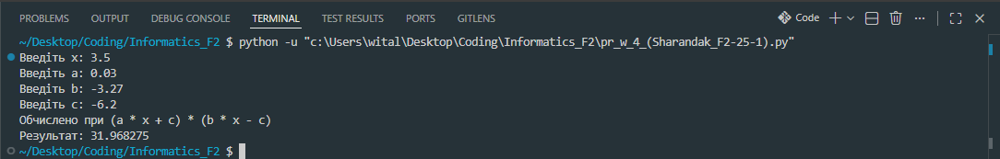 PROBLEMS OUTPUT DEBUG CONSOLE TERMINAL TEST RESULTS PORTS GITLENS Code
~/Desktop/Coding/Informatics_F2 $ python -u "c:\Users\wital\Desktop\Coding\Informatics_F2\pr_w_4_(Sharandak_F2-25-1).py"
Введіть x: 3.5
Введіть a: 0.03
Введіть b: -3.27
Введіть c: -6.2
Обчислено при (a * x + c) * (b * x - c)
Результат: 31.968275
~/Desktop/Coding/Informatics_F2 $